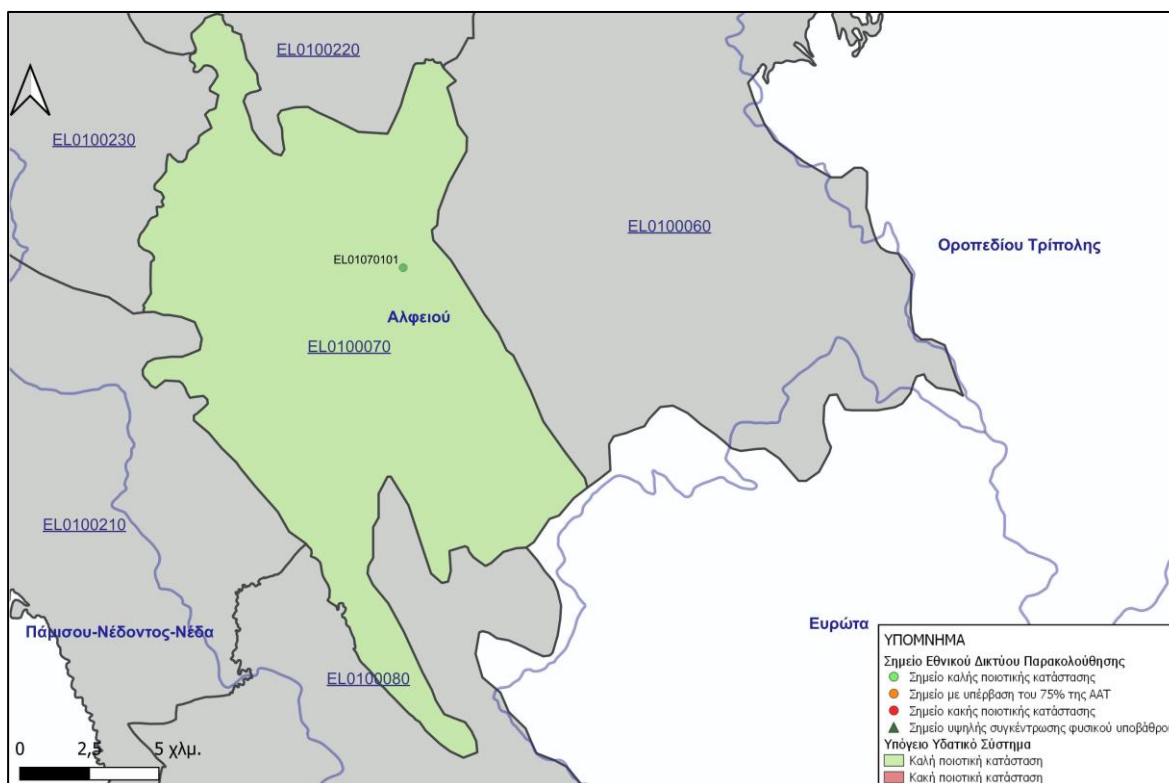 EL0100220
EL0100230
EL0100060
Οροπεδίου Τρίπολης
EL01070101
Αλφειού
EL0100070
EL0100210
Πάμισου-Νέδοντος-Νέδα
Ευρώτα
EL0100080
0 2,5 5 χλμ.
ΥΠΟΜΝΗΜΑ
Σημείο Εθνικού Δικτύου Παρακολούθησης
Σημείο καλής ποιοτικής κατάστασης
Σημείο με υπέρβαση του 75% της ΑΑΤ
Σημείο κακής ποιοτικής κατάστασης
Σημείο υψηλής συγκέντρωσης φυσικού υποβάθρου
Υπόγειο Υδατικό Σύστημα
Καλή ποιοτική κατάσταση
Κακή ποιοτική κατάσταση